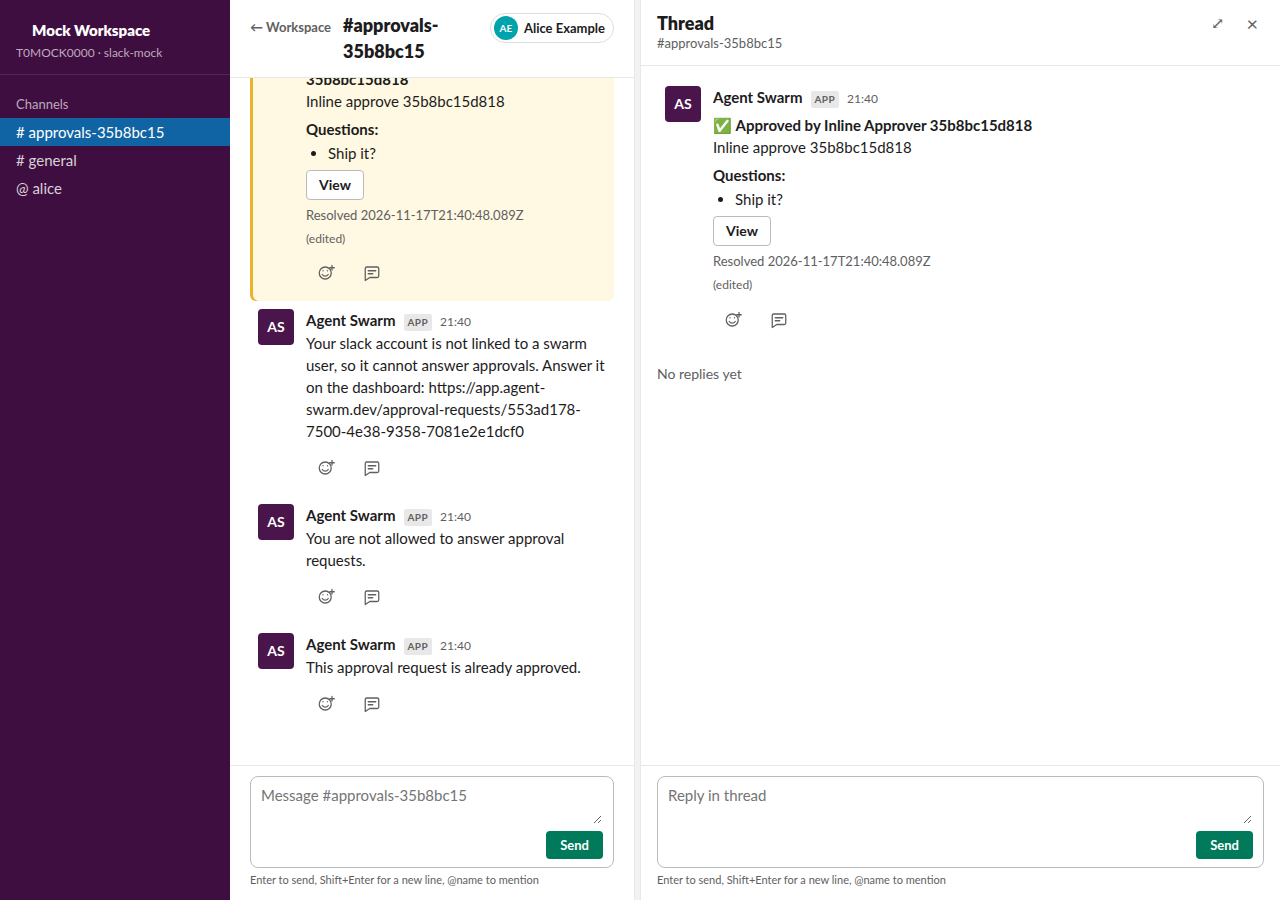 Mock Workspace
T0MOCK0000 · slack-mock
Channels
# approvals-35b8bc15
# general
@ alice
← Workspace
#approvals-
35b8bc15
AE Alice Example
35b8bc15d818
Inline approve 35b8bc15d818
Questions:
• Ship it?
View
Resolved 2026-11-17T21:40:48.089Z
(edited)
AS Agent Swarm APP 21:40
Your slack account is not linked to a swarm
user, so it cannot answer approvals. Answer it
on the dashboard: https://app.agent-
swarm.dev/approval-requests/553ad178-
7500-4e38-9358-7081e2e1dcf0
AS Agent Swarm APP 21:40
You are not allowed to answer approval
requests.
AS Agent Swarm APP 21:40
This approval request is already approved.
Message #approvals-35b8bc15
Send
Enter to send, Shift+Enter for a new line, @name to mention
Thread
#approvals-35b8bc15
AS Agent Swarm APP 21:40
✅ Approved by Inline Approver 35b8bc15d818
Inline approve 35b8bc15d818
Questions:
• Ship it?
View
Resolved 2026-11-17T21:40:48.089Z
(edited)
No replies yet
Reply in thread
Send
Enter to send, Shift+Enter for a new line, @name to mention